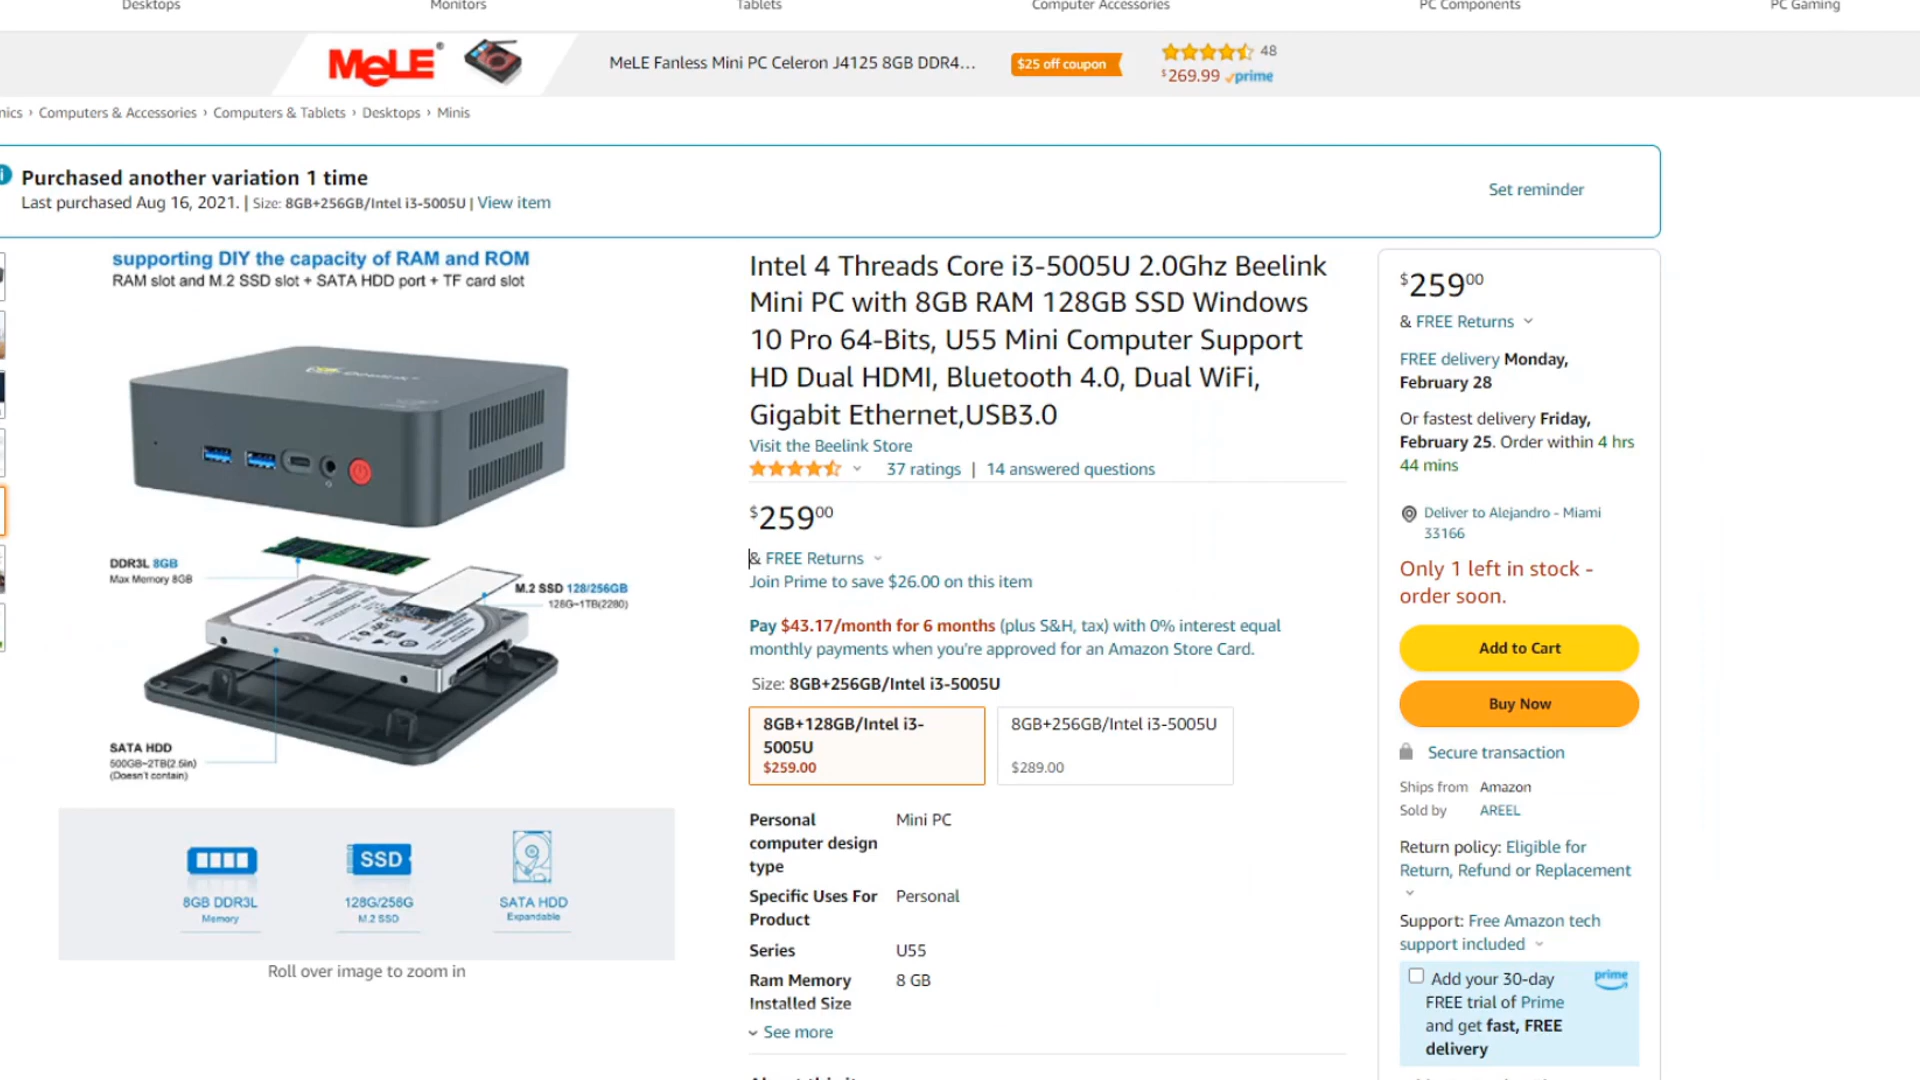 Desktops
Monitors
Tablets
Computer Accessories
PC Components
PC Gaming
MeLE
MeLE Fanless Mini PC Celeron J4125 8GB DDR4...
$25 off coupon
48
$269.99 prime
nics › Computers & Accessories › Computers & Tablets › Desktops › Minis
Purchased another variation 1 time
Last purchased Aug 16, 2021. | Size: 8GB+256GB/Intel i3-5005U | View item
Set reminder
supporting DIY the capacity of RAM and ROM
RAM slot and M.2 SSD slot + SATA HDD port + TF card slot
Beelink
DDR3L 8GB
Max Memory 8GB
M.2 SSD 128/256GB
128G~1TB(2280)
SATA HDD
500GB~2TB(2.5in)
(Doesn't contain)
SSD
8GB DDR3L
Memory
128G/256G
M.2 SSD
SATA HDD
Expandable
Roll over image to zoom in
Intel 4 Threads Core i3-5005U 2.0Ghz Beelink
Mini PC with 8GB RAM 128GB SSD Windows
10 Pro 64-Bits, U55 Mini Computer Support
HD Dual HDMI, Bluetooth 4.0, Dual WiFi,
Gigabit Ethernet,USB3.0
Visit the Beelink Store
37 ratings | 14 answered questions
$259 00
& FREE Returns
Join Prime to save $26.00 on this item
Pay $43.17/month for 6 months (plus S&H, tax) with 0% interest equal
monthly payments when you're approved for an Amazon Store Card.
Size: 8GB+256GB/Intel i3-5005U
8GB+128GB/Intel i3-
5005U
$259.00
8GB+256GB/Intel i3-5005U
$289.00
Personal
computer design
type
Mini PC
Specific Uses For
Product
Personal
Series
U55
Ram Memory
Installed Size
8 GB
See more
$259 00
& FREE Returns
FREE delivery Monday,
February 28
Or fastest delivery Friday,
February 25. Order within 4 hrs
44 mins
Deliver to Alejandro - Miami
33166
Only 1 left in stock -
order soon.
Add to Cart
Buy Now
Secure transaction
Ships from Amazon
Sold by AREEL
Return policy: Eligible for
Return, Refund or Replacement
Support: Free Amazon tech
support included
Add your 30-day
FREE trial of Prime
and get fast, FREE
delivery
prime